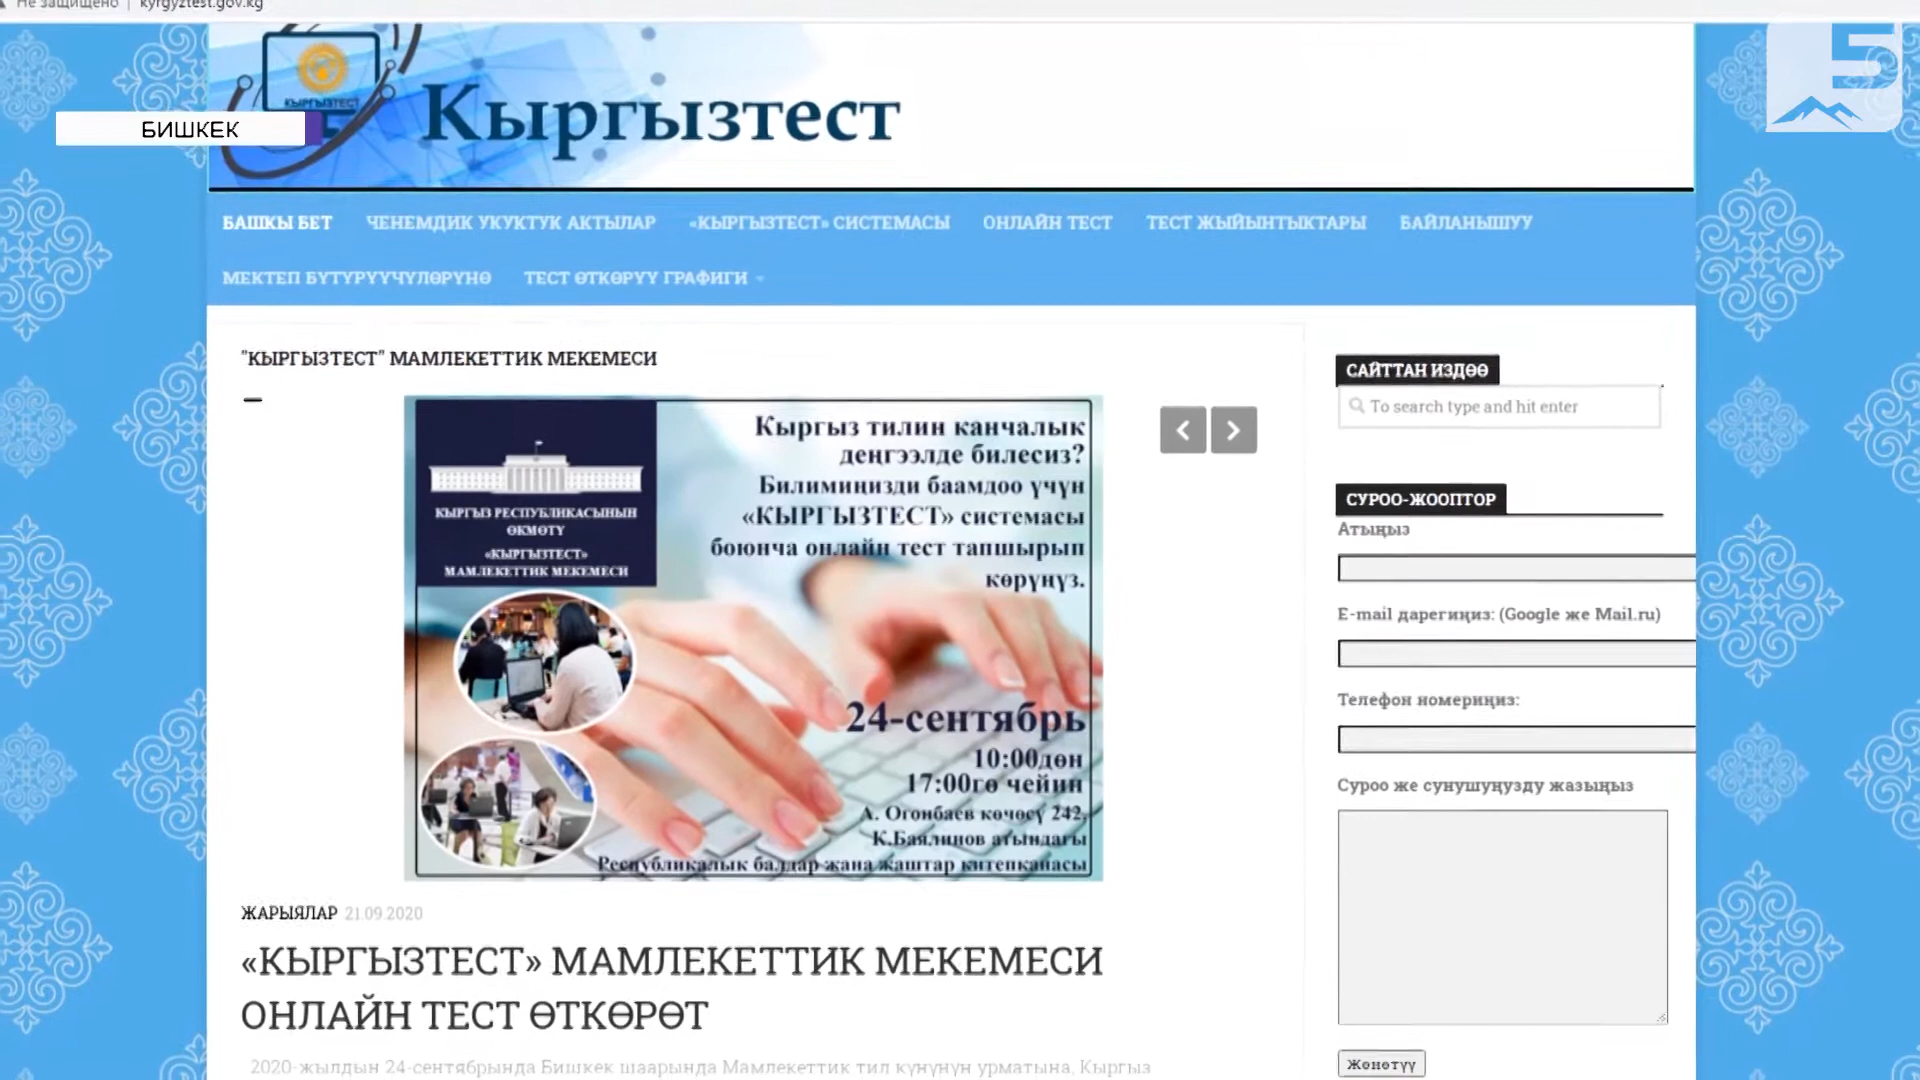 Не защищено | kyrgyztest.gov.kg
5
КЫРГЫЗТЕСТ
Кыргызтест
БИШКЕК
БАШКЫ БЕТ ЧЕНЕМДИК УКУКТУК АКТЫЛАР «КЫРГЫЗТЕСТ» СИСТЕМАСЫ ОНЛАЙН ТЕСТ ТЕСТ ЖЫЙЫНТЫКТАРЫ БАЙЛАНЫШУУ
МЕКТЕП БҮТҮРҮҮЧҮЛӨРҮНӨ ТЕСТ ӨТКӨРҮҮ ГРАФИГИ
"КЫРГЫЗТЕСТ" МАМЛЕКЕТТИК МЕКЕМЕСИ
Кыргыз тилин канчалык
деңгээлде билесиз?
Билимиңизди баамдоо үчүн
«КЫРГЫЗТЕСТ» системасы
боюнча онлайн тест тапшырып
көрүңүз.
КЫРГЫЗ РЕСПУБЛИКАСЫНЫН
ӨКМӨТҮ
«КЫРГЫЗТЕСТ»
МАМЛЕКЕТТИК МЕКЕМЕСИ
24-сентябрь
10:00дөн
17:00гө чейин
А. Огонбаев көчөсү 242,
К.Баялинов атындагы
Республикалык балдар жана жаштар китепканасы
ЖАРЫЯЛАР 21.09.2020
«КЫРГЫЗТЕСТ» МАМЛЕКЕТТИК МЕКЕМЕСИ
ОНЛАЙН ТЕСТ ӨТКӨРӨТ
2020-жылдын 24-сентябрында Бишкек шаарында Мамлекеттик тил күнүнүн урматына, Кыргыз
САЙТТАН ИЗДӨӨ
To search type and hit enter
СУРОО-ЖООПТОР
Атыңыз
E-mail дарегиңиз: (Google же Mail.ru)
Телефон номериңиз:
Суроо же сунушуңузду жазыңыз
Жөнөтүү